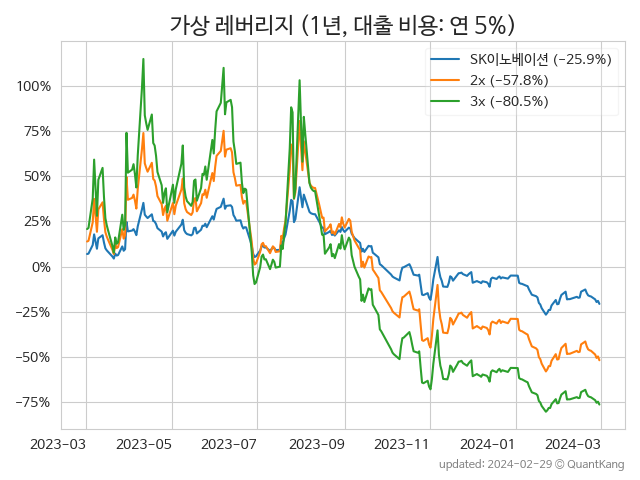 가상 레버리지 (1년, 대출 비용: 연 5%)
SK이노베이션 (−25.9%)
2x (−57.8%)
3x (−80.5%)
100%
75%
50%
25%
0%
−25%
−50%
−75%
2023-03 2023-05 2023-07 2023-09 2023-11 2024-01 2024-03
updated: 2024-02-29 © QuantKang